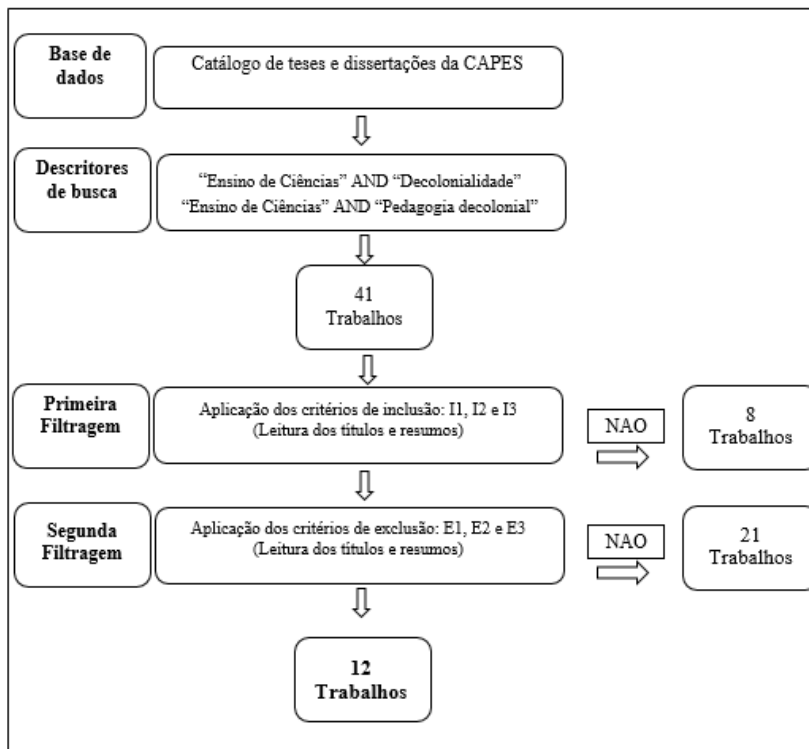 Base de
dados
Catálogo de teses e dissertações da CAPES
Descritores
de busca
“Ensino de Ciências” AND “Decolonialidade”
“Ensino de Ciências” AND “Pedagogia decolonial”
41
Trabalhos
Primeira
Filtragem
Aplicação dos critérios de inclusão: I1, I2 e I3
(Leitura dos títulos e resumos)
NAO
8
Trabalhos
Segunda
Filtragem
Aplicação dos critérios de exclusão: E1, E2 e E3
(Leitura dos títulos e resumos)
NAO
21
Trabalhos
12
Trabalhos